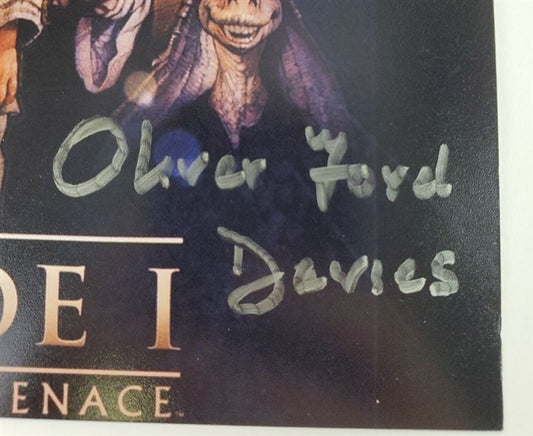 Oliver Ford
Davies
DE I
ENACE